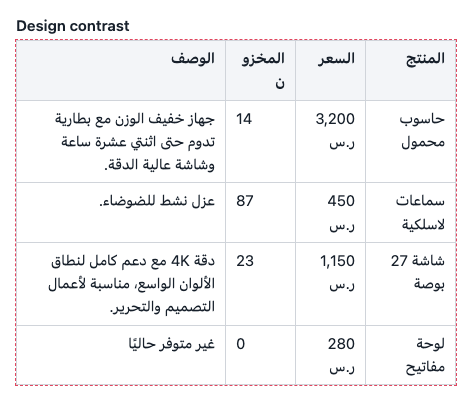 Design contrast
المنتج
السعر
المخزو
ن
الوصف
حاسوب
محمول
3,200
ر.س
14
جهاز خفيف الوزن مع بطارية
تدوم حتى اثنتي عشرة ساعة
وشاشة عالية الدقة.
سماعات
لاسلكية
450
ر.س
87
عزل نشط للضوضاء.
شاشة 27
بوصة
1,150
ر.س
23
دقة 4K مع دعم كامل لنطاق
الألوان الواسع، مناسبة لأعمال
التصميم والتحرير.
لوحة
مفاتيح
280
ر.س
0
غير متوفر حاليًا